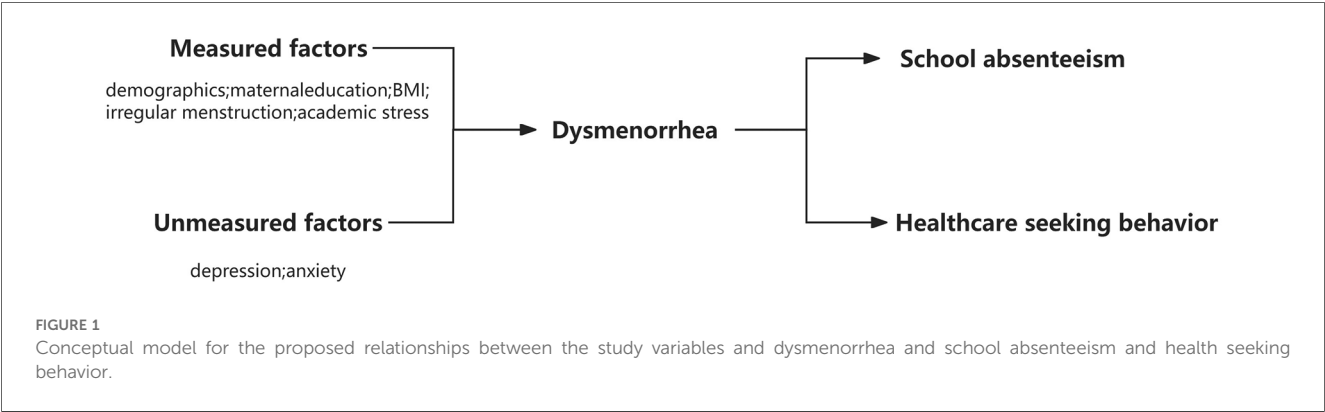 Measured factors
demographics;maternaleducation;BMI;
irregular menstruation;academic stress
Unmeasured factors
depression;anxiety
Dysmenorrhea
School absenteeism
Healthcare seeking behavior
FIGURE 1
Conceptual model for the proposed relationships between the study variables and dysmenorrhea and school absenteeism and health seeking
behavior.